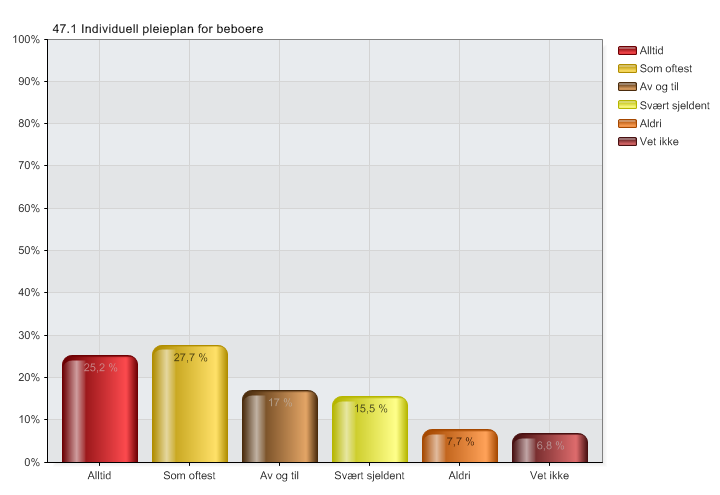 47.1 Individuell pleieplan for beboere
100%
90%
80%
70%
60%
50%
40%
30%
20%
10%
0%
25,2 %
27,7 %
17 %
15,5 %
7,7 %
6,8 %
Alltid
Som oftest
Av og til
Svært sjeldent
Aldri
Vet ikke
Alltid
Som oftest
Av og til
Svært sjeldent
Aldri
Vet ikke